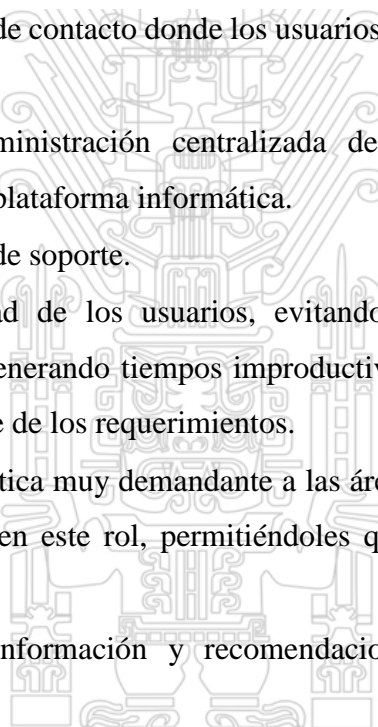 de contacto donde los usuarios
ministración centralizada de
plataforma informática.
de soporte.
ad de los usuarios, evitando
enerando tiempos improductiv
e de los requerimientos.
tica muy demandante a las ár
en este rol, permitiéndoles q
nformación y recomendacio